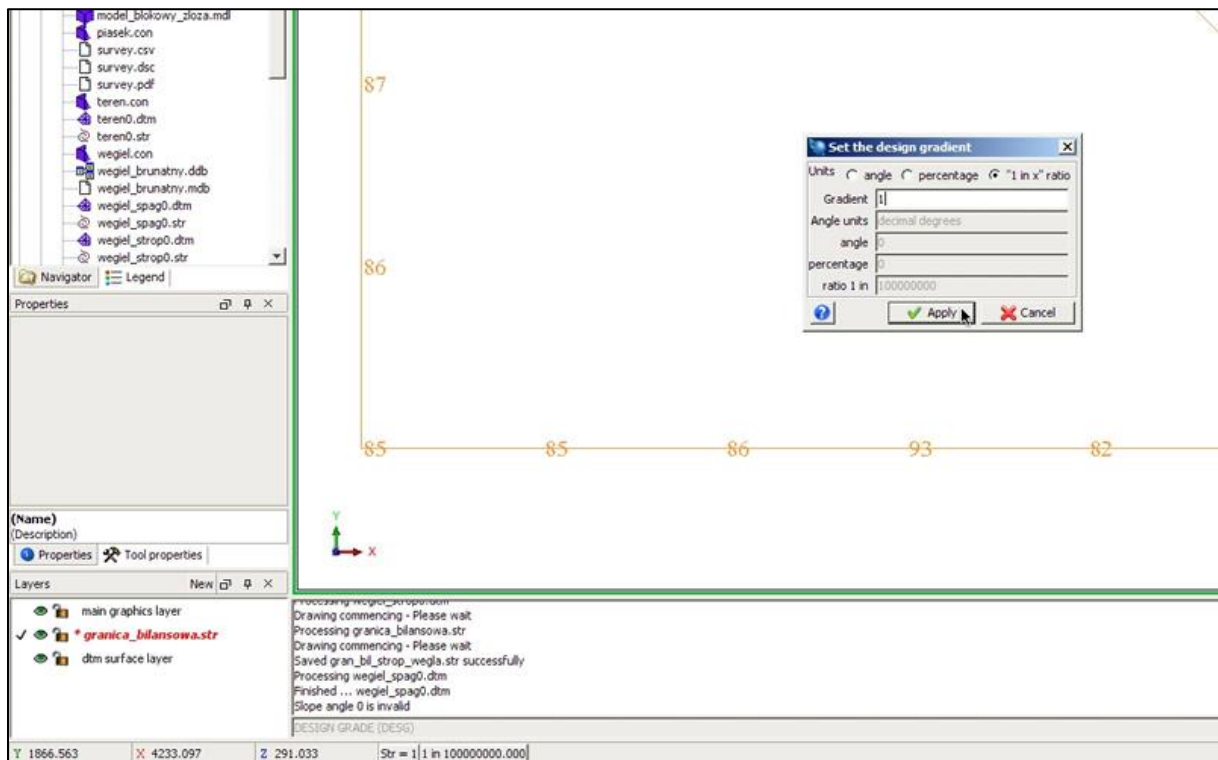 model_blokowy_zloza.mdl
piasek.con
survey.csv
survey.dsc
survey.pdf
teren.con
teren0.dtm
teren0.str
wegiel.con
wegiel_brunatny.ddb
wegiel_brunatny.mdb
wegiel_spag0.dtm
wegiel_spag0.str
wegiel_strop0.dtm
wegiel_strop0.str
Navigator Legend
Properties
(Name)
(Description)
Properties Tool properties
Layers New
main graphics layer
* granica_bilansowa.str
dtm surface layer
87
86
85 85 86 93 82
Y
X
Set the design gradient
Units angle percentage "1 in x" ratio
Gradient 1
Angle units decimal degrees
angle 0
percentage 0
ratio 1 in 100000000
Apply Cancel
Processing wegiel_strop0.dtm
Drawing commencing - Please wait
Processing granica_bilansowa.str
Drawing commencing - Please wait
Saved gran_bil_strop_wegla.str successfully
Processing wegiel_spag0.dtm
Finished ... wegiel_spag0.dtm
Slope angle 0 is invalid
DESIGN GRADE (DESG)
Y 1866.563 X 4233.097 Z 291.033 Str = 1 1 in 100000000.000